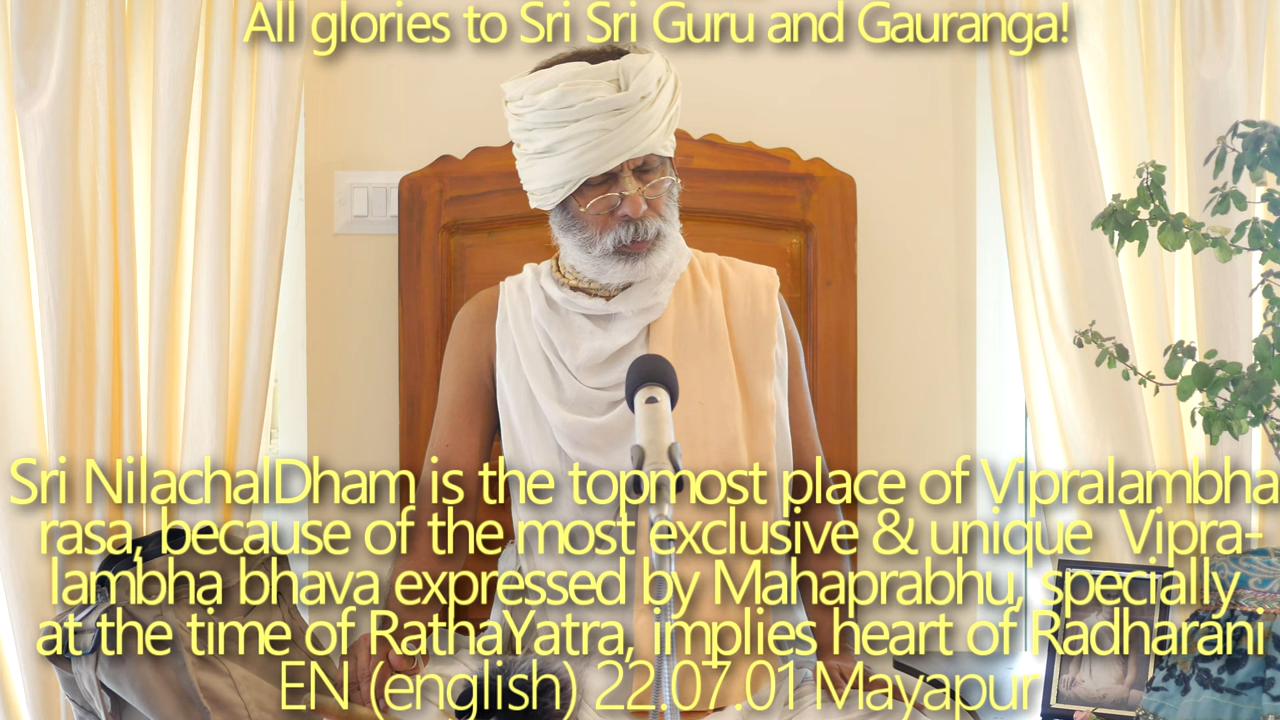 All glories to Sri Sri Guru and Gauranga!
Sri NilachalDham is the topmost place of Vipralambha
rasa, because of the most exclusive & unique Vipra-
lambha bhava expressed by Mahaprabhu, specially
at the time of RathaYatra, implies heart of Radharani
EN (english) 22.07.01 Mayapur